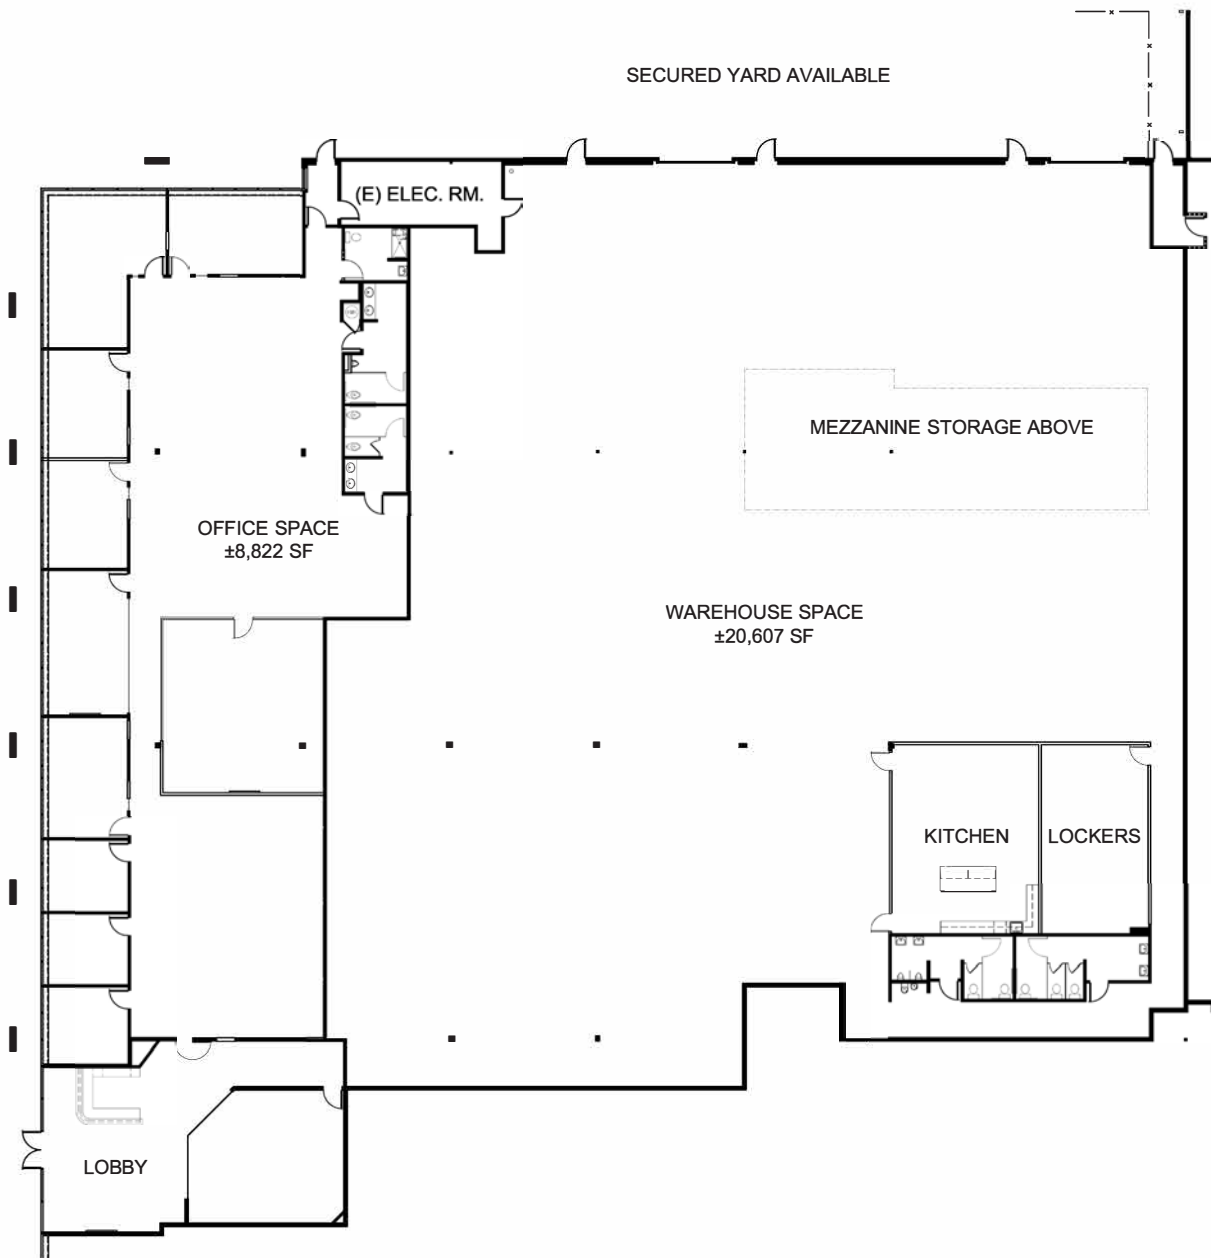 SECURED YARD AVAILABLE
(E) ELEC. RM.
MEZZANINE STORAGE ABOVE
OFFICE SPACE
±8,822 SF
WAREHOUSE SPACE
±20,607 SF
KITCHEN
LOCKERS
LOBBY